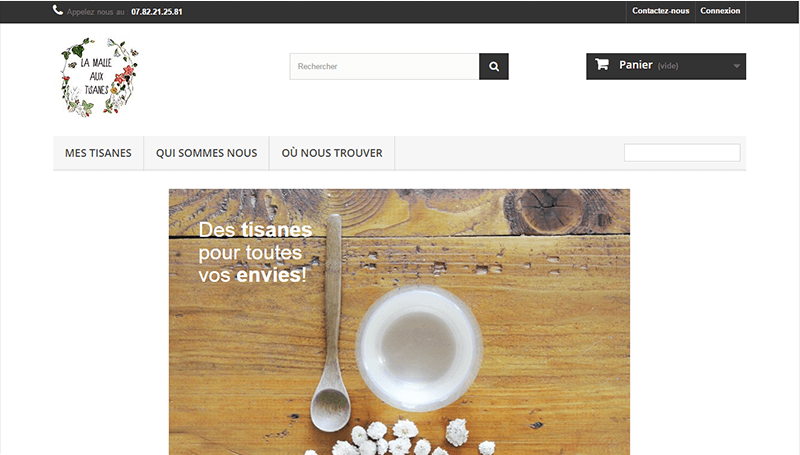 Appelez nous au 07.82.21.25.81
Contactez-nous
Connexion
LA MALLE
AUX
TISANES
Rechercher
Panier (vide)
MES TISANES
QUI SOMMES NOUS
OÙ NOUS TROUVER
Des tisanes
pour toutes
vos envies!